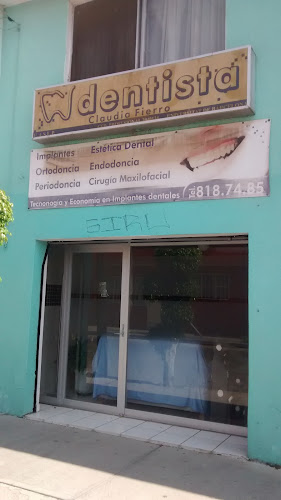 dentista
Claudio Fierro
Implantes Estética Dental
Ortodoncia Endodoncia
Periodoncia Cirugía Maxilofacial
Tecnología y Economía en Implantes dentales
818.74.85